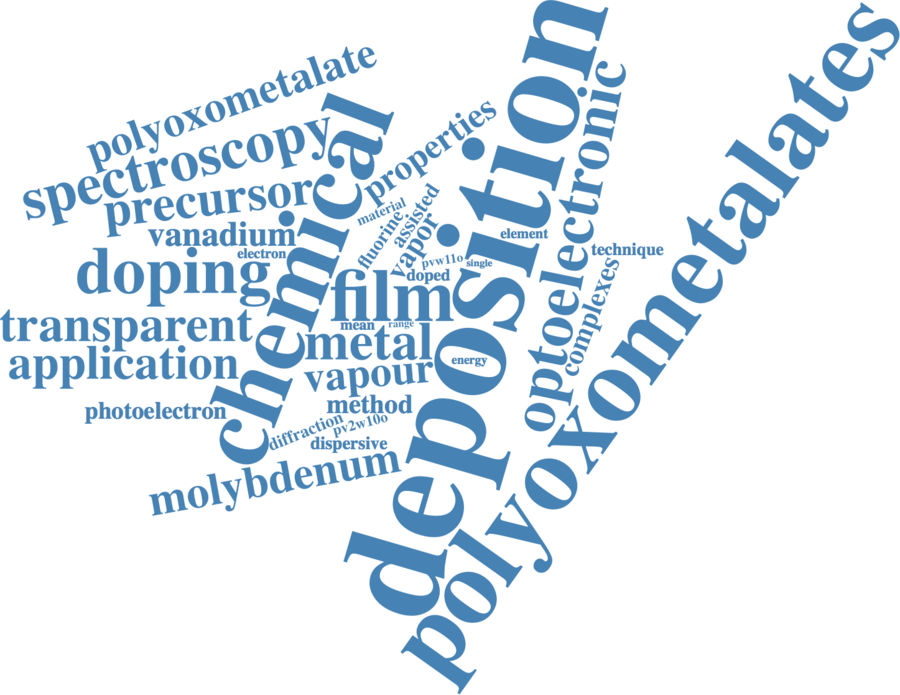 polyoxometalate
spectroscopy
precursor
vanadium
electron
doping
transparent
application
photoelectron
molybdenum
chemical
properties
material
fluorine
assisted
vapor
pvw11o
single
doped
film
mean
range
metal
energy
vapour
method
diffraction
pv2w10o
dispersive
deposition
element
optoelectronic
technique
complexes
polyoxometalates